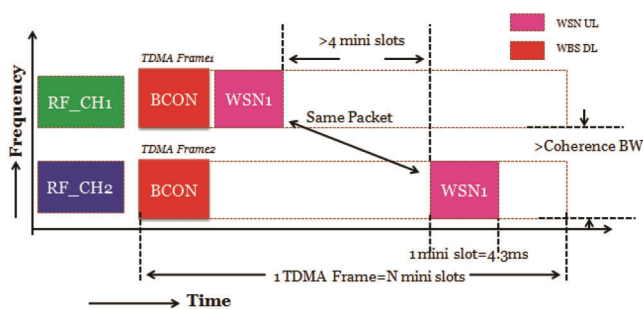 WSN UL
>4 mini slots
WBS DL
TDMA Frame1
RF_CH1
BCON
WSN1
Same Packet
Frequency
TDMA Frame2
>Coherence BW
RF_CH2
BCON
WSN1
1 mini slot=4.3ms
1 TDMA Frame=N mini slots
Time